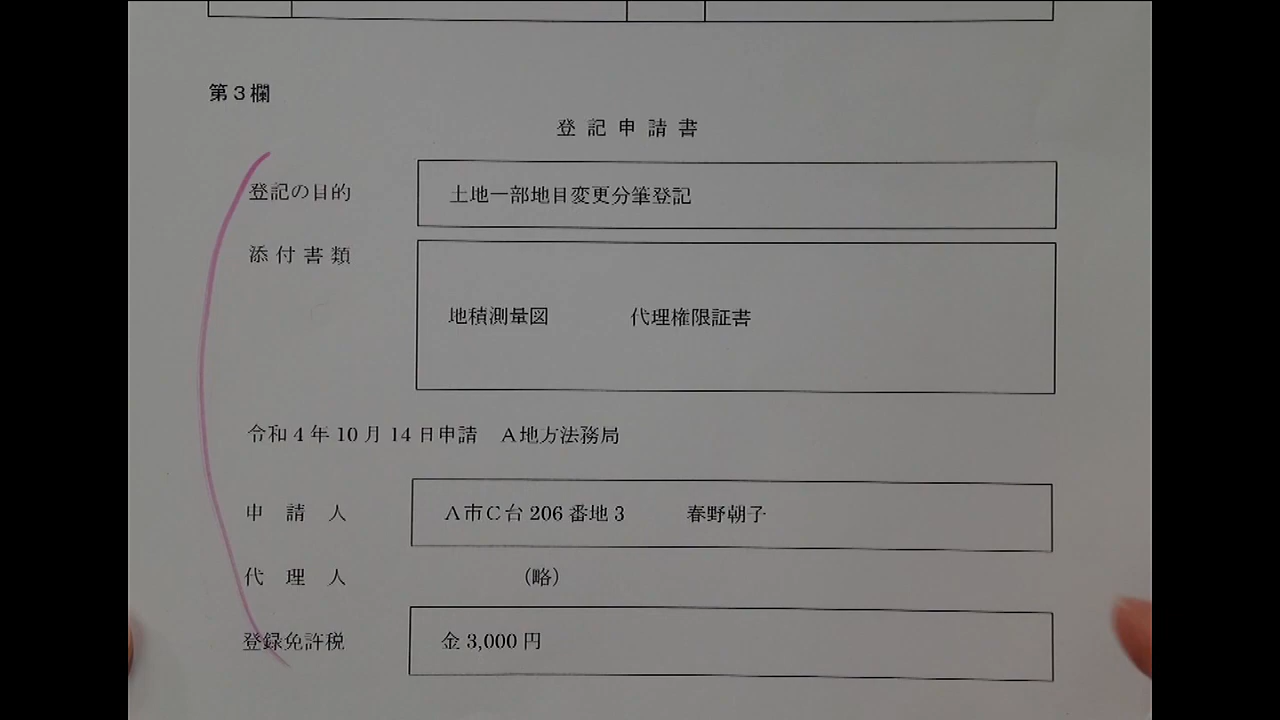 第3欄
登記申請書
登記の目的 土地一部地目変更分筆登記
添付書類 地積測量図 代理権限証書
令和4年10月14日申請 A地方法務局
申請人 A市C台206番地3 春野朝子
代理人 (略)
登録免許税 金3,000円